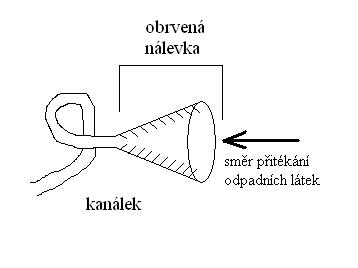 obrvená
nálevka
směr přitékání
odpadních látek
kanálek